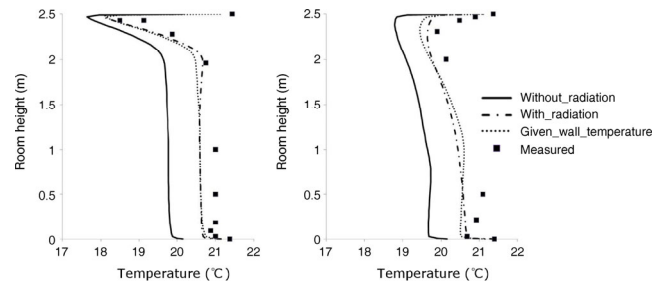 2.5
2
1.5
1
0.5
0
Room height (m)
17 18 19 20 21 22
Temperature (℃)
2.5
2
1.5
1
0.5
0
Room height (m)
17 18 19 20 21 22
Temperature (℃)
Without_radiation
With_radiation
Given_wall_temperature
Measured